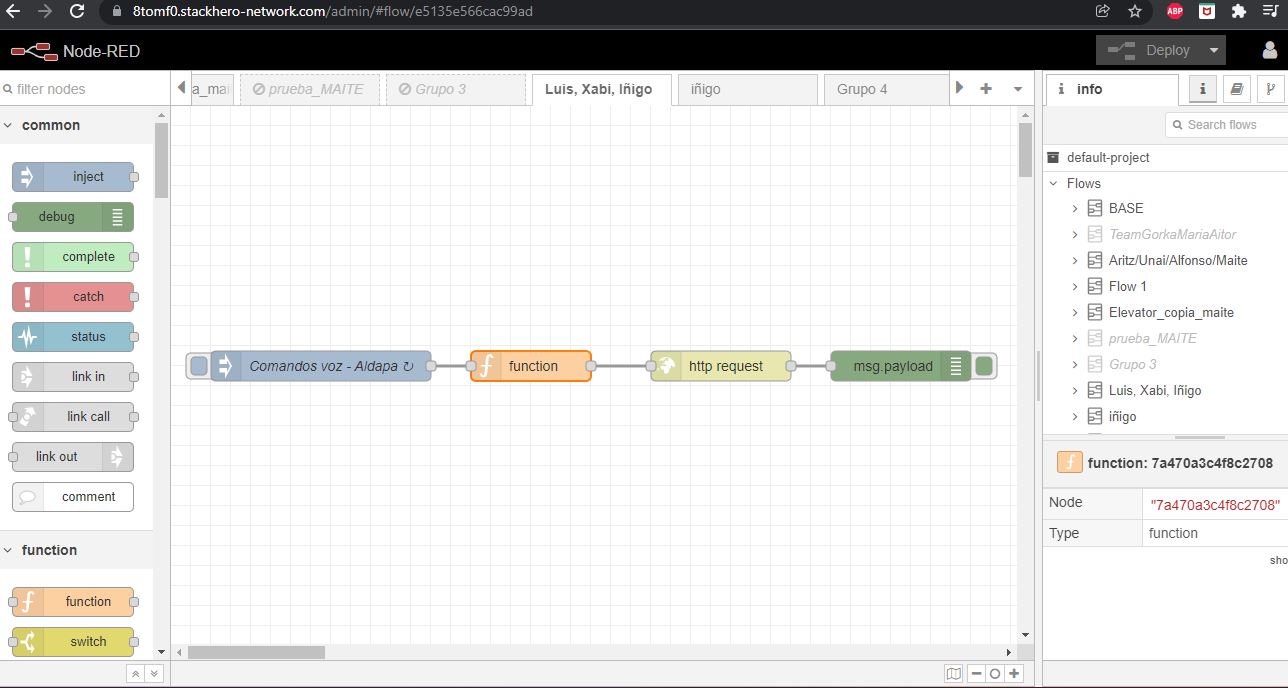 8tomf0.stackhero-network.com/admin/#flow/e5135e566cac99ad
ABP
Node-RED
Deploy
filter nodes
a_mai
prueba_MAITE
Grupo 3
Luis, Xabi, Iñigo
iñigo
Grupo 4
info
Search flows
common
inject
debug
complete
catch
status
link in
link call
link out
comment
function
function
switch
Comandos voz - Aldapa ↻
function
http request
msg.payload
default-project
Flows
BASE
TeamGorkaMariaAitor
Aritz/Unai/Alfonso/Maite
Flow 1
Elevator_copia_maite
prueba_MAITE
Grupo 3
Luis, Xabi, Iñigo
iñigo
function: 7a470a3c4f8c2708
Node "7a470a3c4f8c2708"
Type function
sho